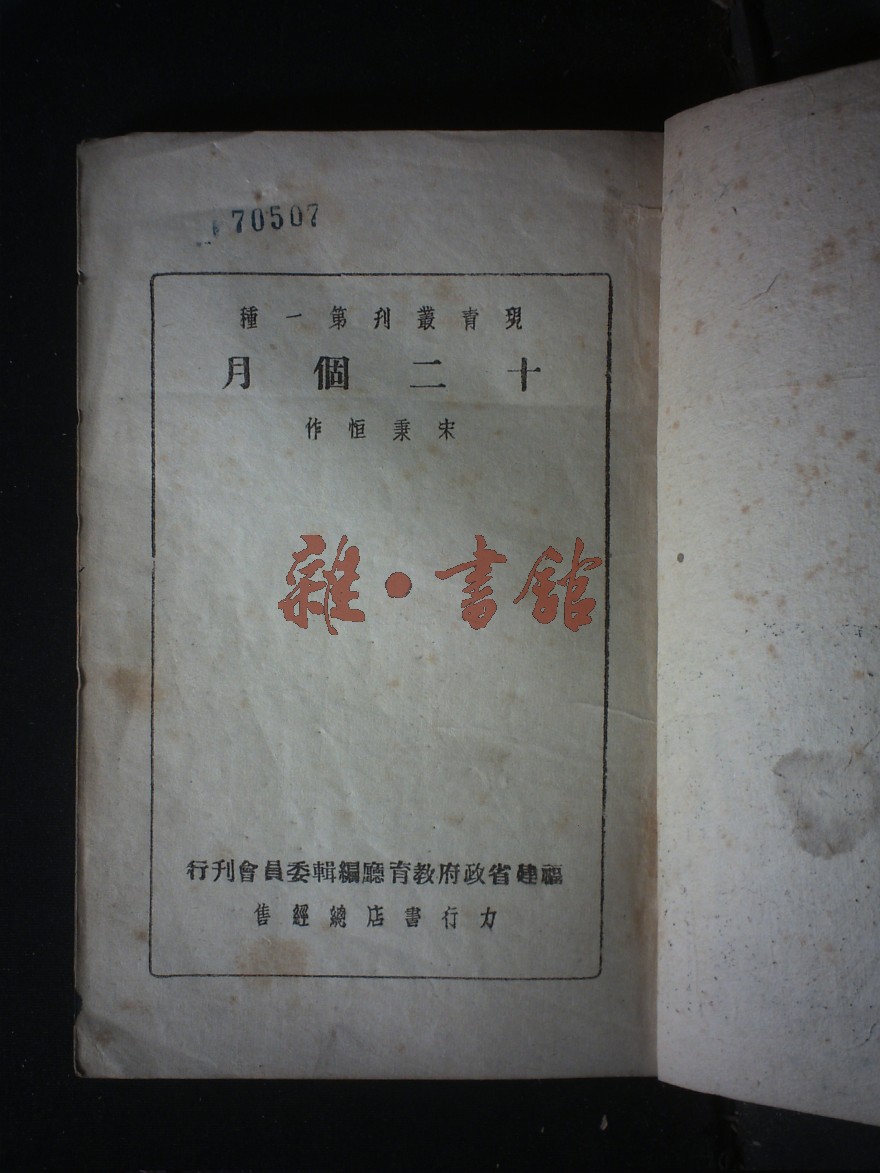 70507
現青叢刊第一種
十二個月
宋秉恒作
雜·書館
福建省政府教育廳編輯委員會刊行
力行書店總經售